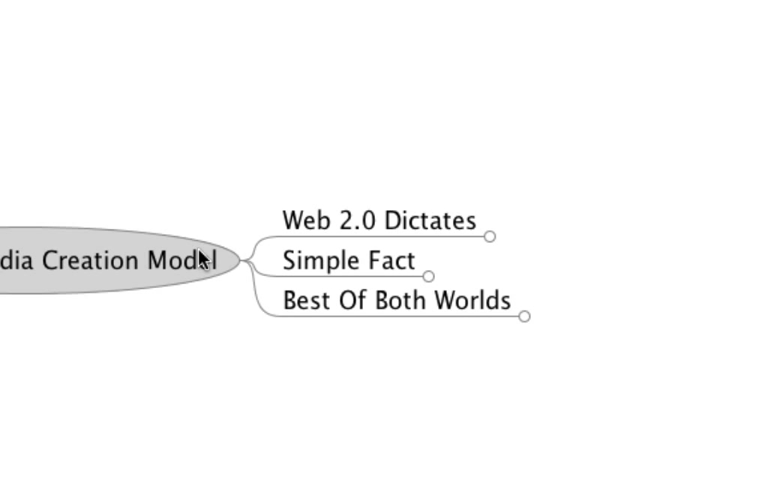 dia Creation Model
Web 2.0 Dictates
Simple Fact
Best Of Both Worlds